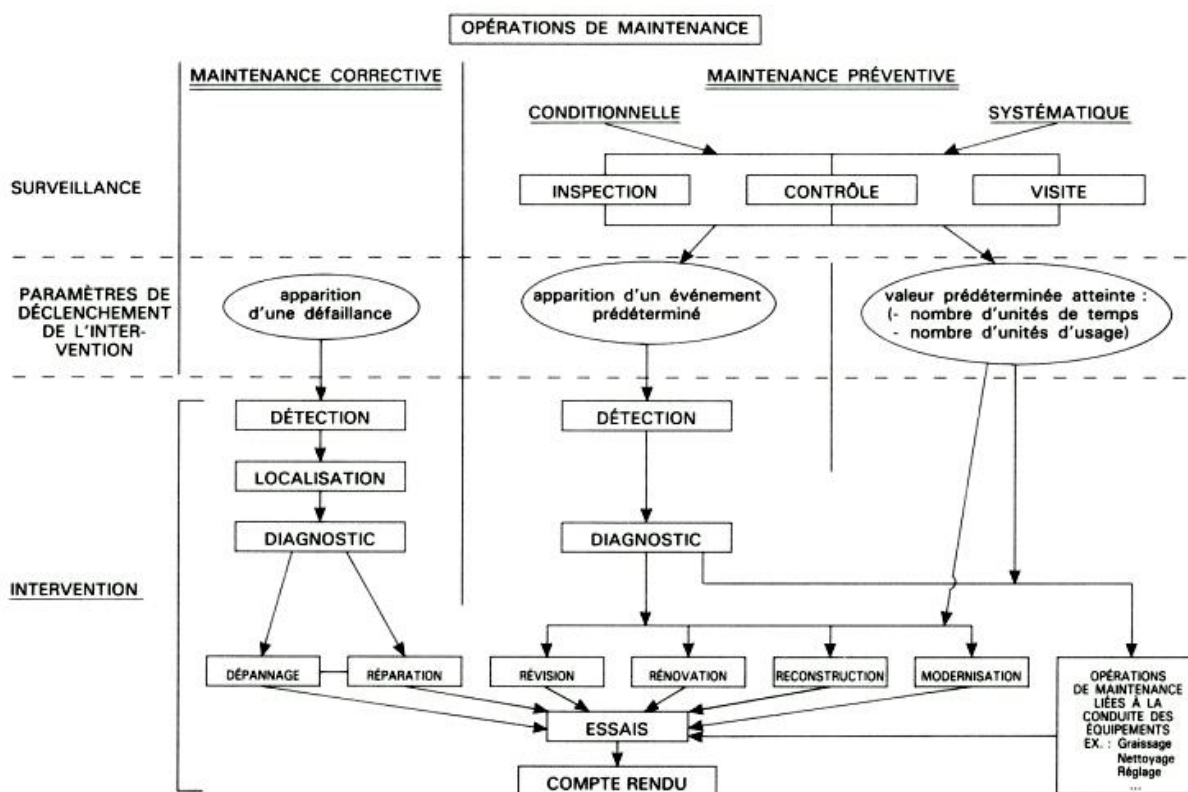 OPÉRATIONS DE MAINTENANCE
MAINTENANCE CORRECTIVE
MAINTENANCE PRÉVENTIVE
CONDITIONNELLE
SYSTÉMATIQUE
SURVEILLANCE
INSPECTION
CONTRÔLE
VISITE
PARAMÈTRES DE
DÉCLENCHEMENT
DE L'INTER-
VENTION
apparition
d'une défaillance
apparition d'un événement
prédéterminé
valeur prédéterminée atteinte :
(- nombre d'unités de temps
- nombre d'unités d'usage)
DÉTECTION
DÉTECTION
LOCALISATION
DIAGNOSTIC
DIAGNOSTIC
INTERVENTION
DÉPANNAGE
RÉPARATION
RÉVISION
RÉNOVATION
RECONSTRUCTION
MODERNISATION
OPÉRATIONS
DE MAINTENANCE
LIÉES À LA
CONDUITE DES
ÉQUIPEMENTS
EX. : Graissage
Nettoyage
Réglage
...
ESSAIS
COMPTE RENDU